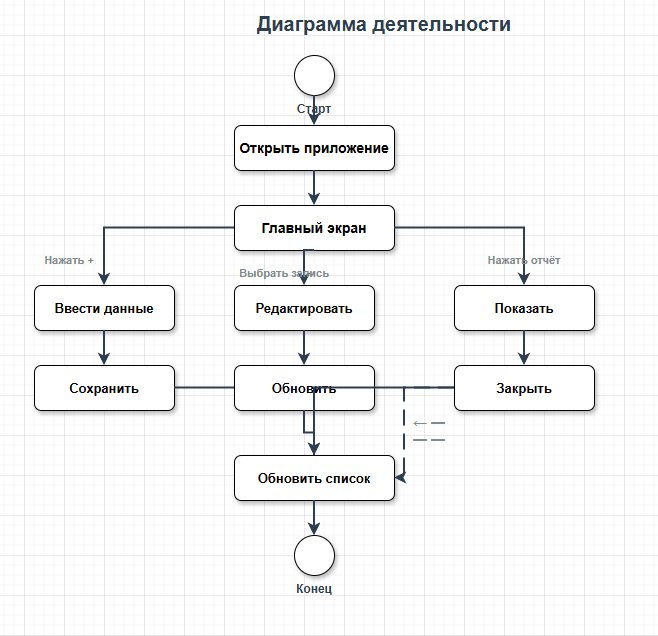 Диаграмма деятельности
Старт
Открыть приложение
Главный экран
Нажать +
Выбрать запись
Нажать отчёт
Ввести данные
Редактировать
Показать
Сохранить
Обновить
Закрыть
Обновить список
Конец